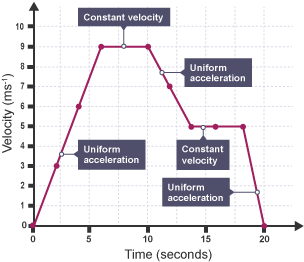 Constant velocity
10
9
8
7
6
5
4
3
2
1
0
Velocity (ms-1)
Uniform
acceleration
Uniform
acceleration
Constant
velocity
Uniform
acceleration
0
5
10
15
20
Time (seconds)